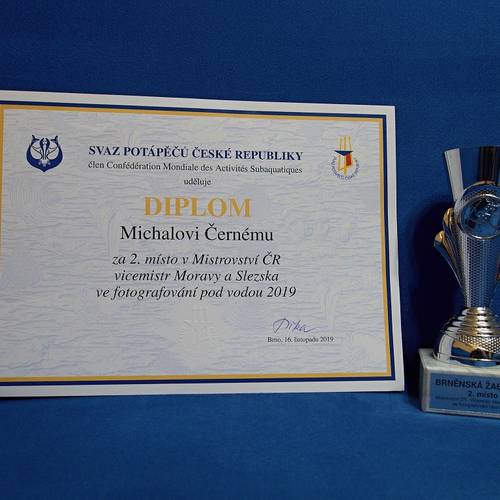 SVAZ POTÁPĚČŮ ČESKÉ REPUBLIKY
člen Confédération Mondiale des Activités Subaquatiques
uděluje
DIPLOM
Michalovi Černému
za 2. místo v Mistrovství ČR
vicemistr Moravy a Slezska
ve fotografování pod vodou 2019
Brno, 16. listopadu 2019
BRNĚNSKÁ ŽA
2. místo